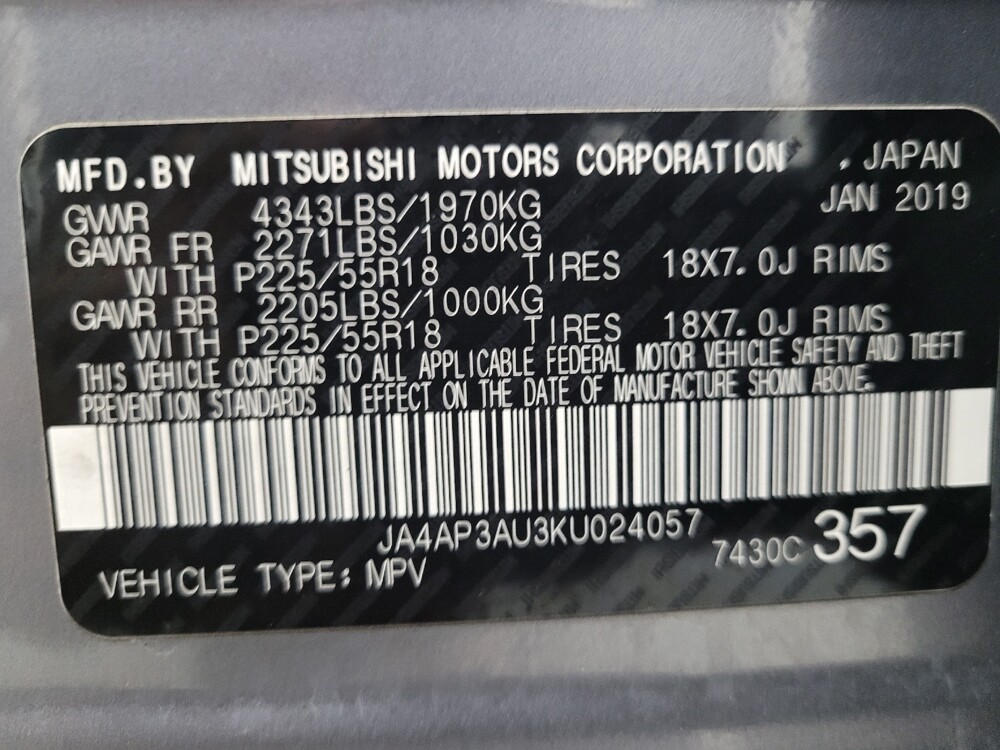 MFD.BY MITSUBISHI MOTORS CORPORATION , JAPAN
JAN 2019
GVWR 4343LBS/1970KG
GAWR FR 2271LBS/1030KG
WITH P225/55R18 TIRES 18X7.0J RIMS
GAWR RR 2205LBS/1000KG
WITH P225/55R18 TIRES 18X7.0J RIMS
THIS VEHICLE CONFORMS TO ALL APPLICABLE FEDERAL MOTOR VEHICLE SAFETY AND THEFT
PREVENTION STANDARDS IN EFFECT ON THE DATE OF MANUFACTURE SHOWN ABOVE.
JA4AP3AU3KU024057
7430C 357
VEHICLE TYPE: MPV